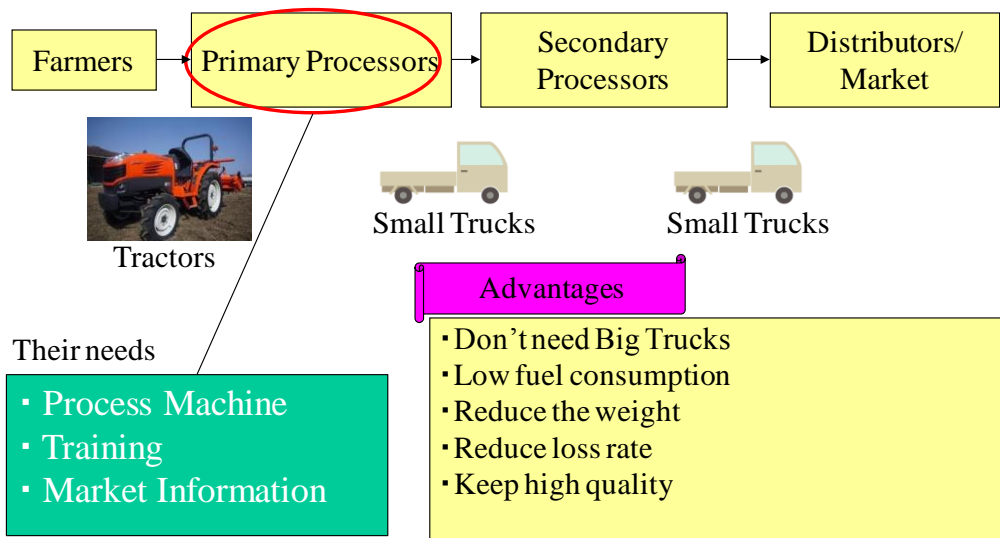 Farmers
Primary Processors
Secondary
Processors
Distributors/
Market
Tractors
Small Trucks
Small Trucks
Advantages
・Don’t need Big Trucks
・Low fuel consumption
・Reduce the weight
・Reduce loss rate
・Keep high quality
Their needs
・Process Machine
・Training
・Market Information